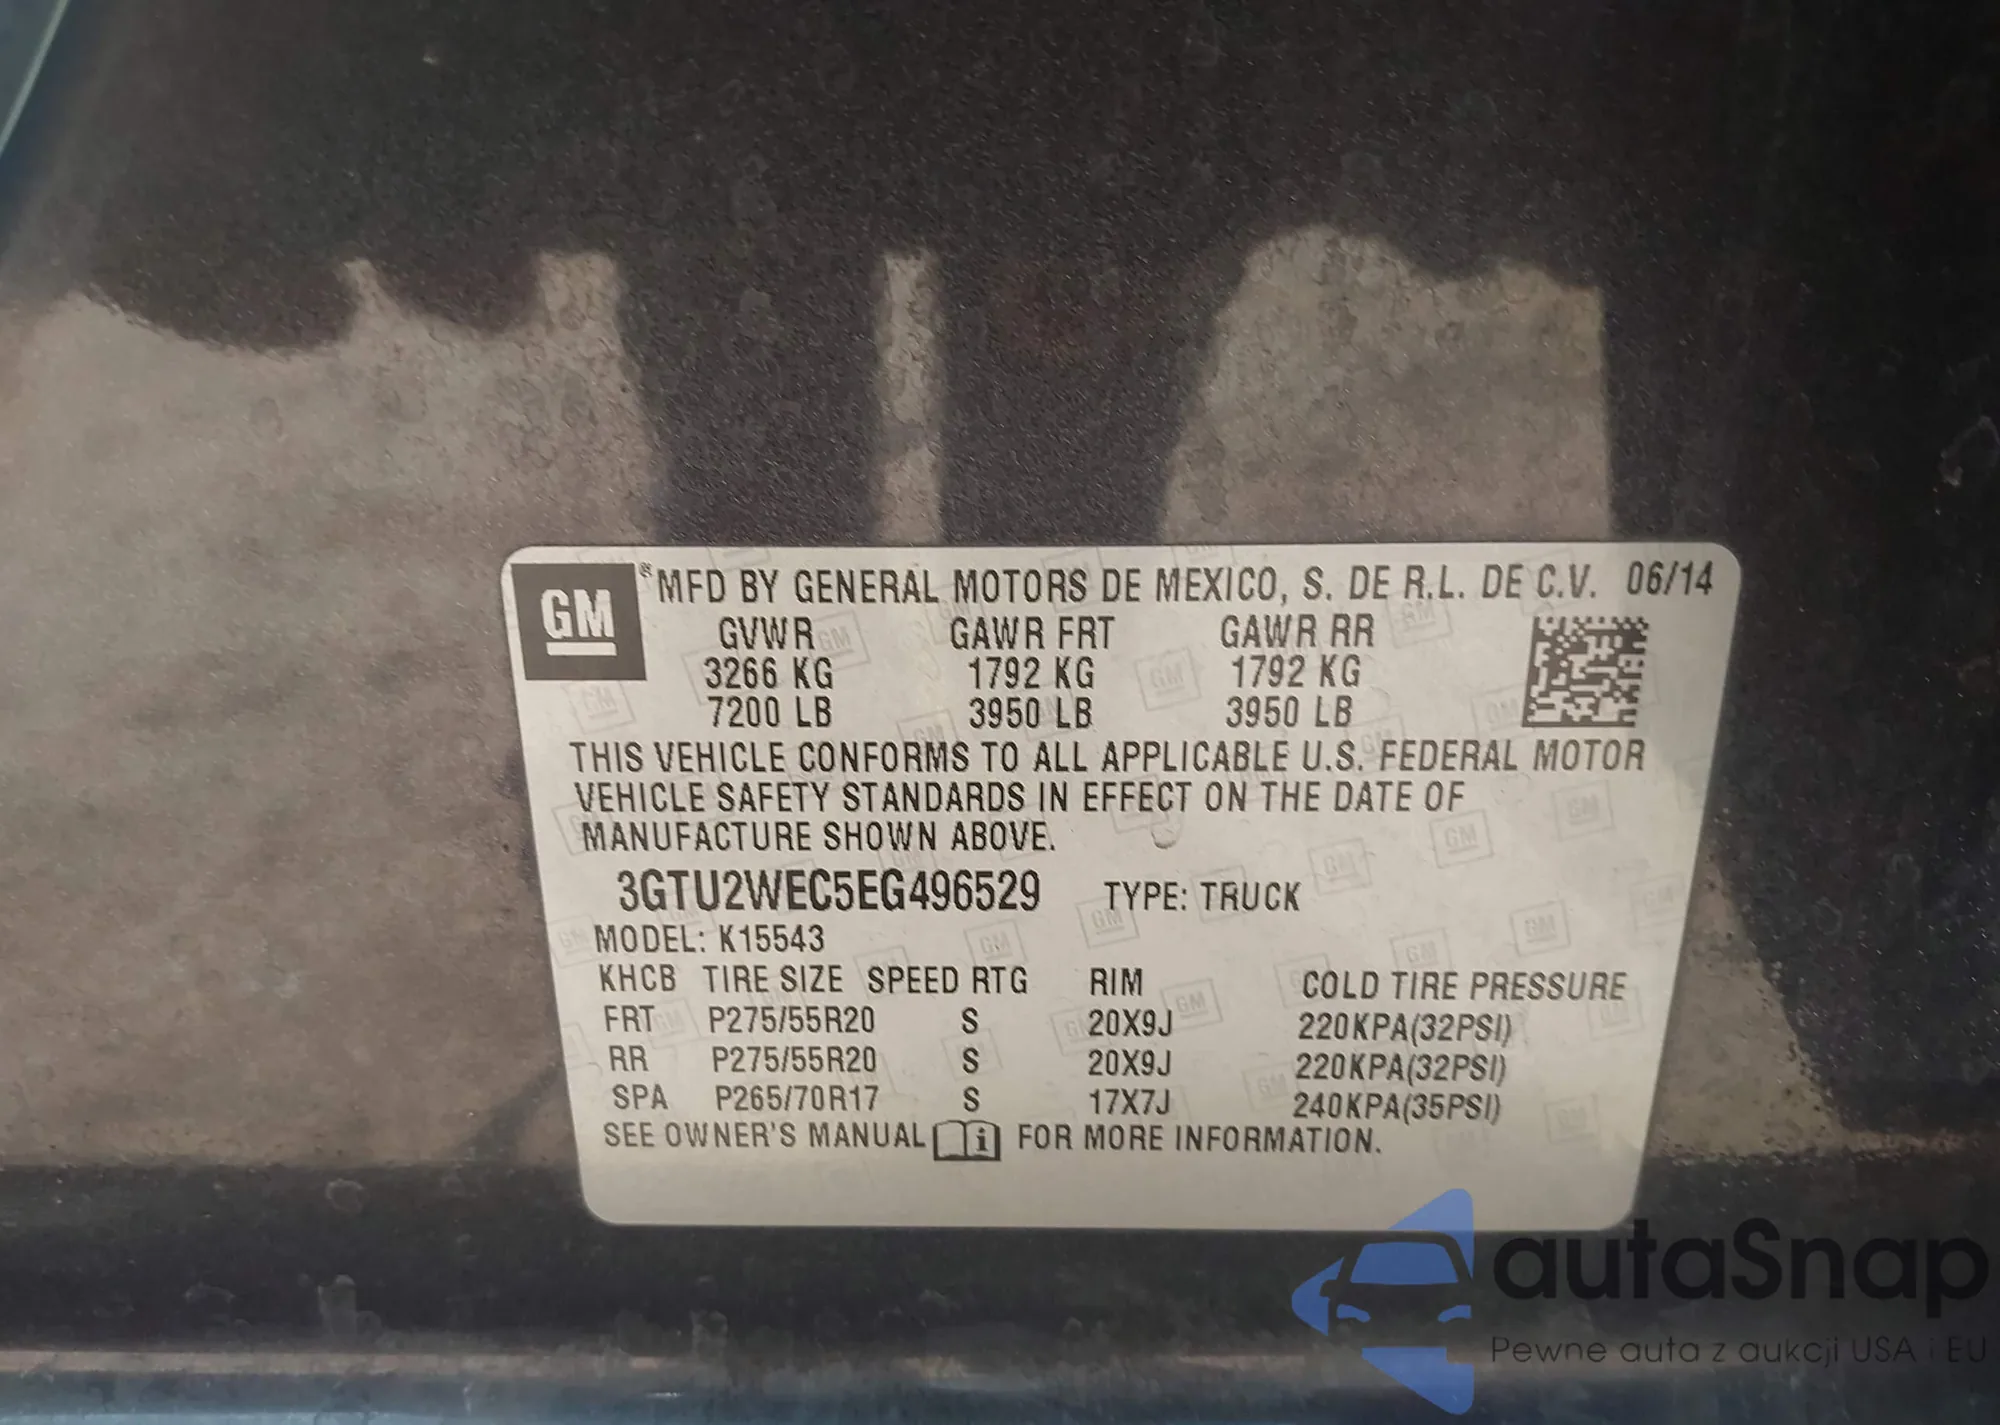 GM ® MFD BY GENERAL MOTORS DE MEXICO, S. DE R.L. DE C.V. 06/14
GVWR GAWR FRT GAWR RR
3266 KG 1792 KG 1792 KG
7200 LB 3950 LB 3950 LB
THIS VEHICLE CONFORMS TO ALL APPLICABLE U.S. FEDERAL MOTOR
VEHICLE SAFETY STANDARDS IN EFFECT ON THE DATE OF
MANUFACTURE SHOWN ABOVE.
3GTU2WEC5EG496529 TYPE: TRUCK
MODEL: K15543
KHCB TIRE SIZE SPEED RTG RIM COLD TIRE PRESSURE
FRT P275/55R20 S 20X9J 220KPA(32PSI)
RR P275/55R20 S 20X9J 220KPA(32PSI)
SPA P265/70R17 S 17X7J 240KPA(35PSI)
SEE OWNER'S MANUAL i FOR MORE INFORMATION.
autaSnap
Pewne auta z aukcji USA i EU